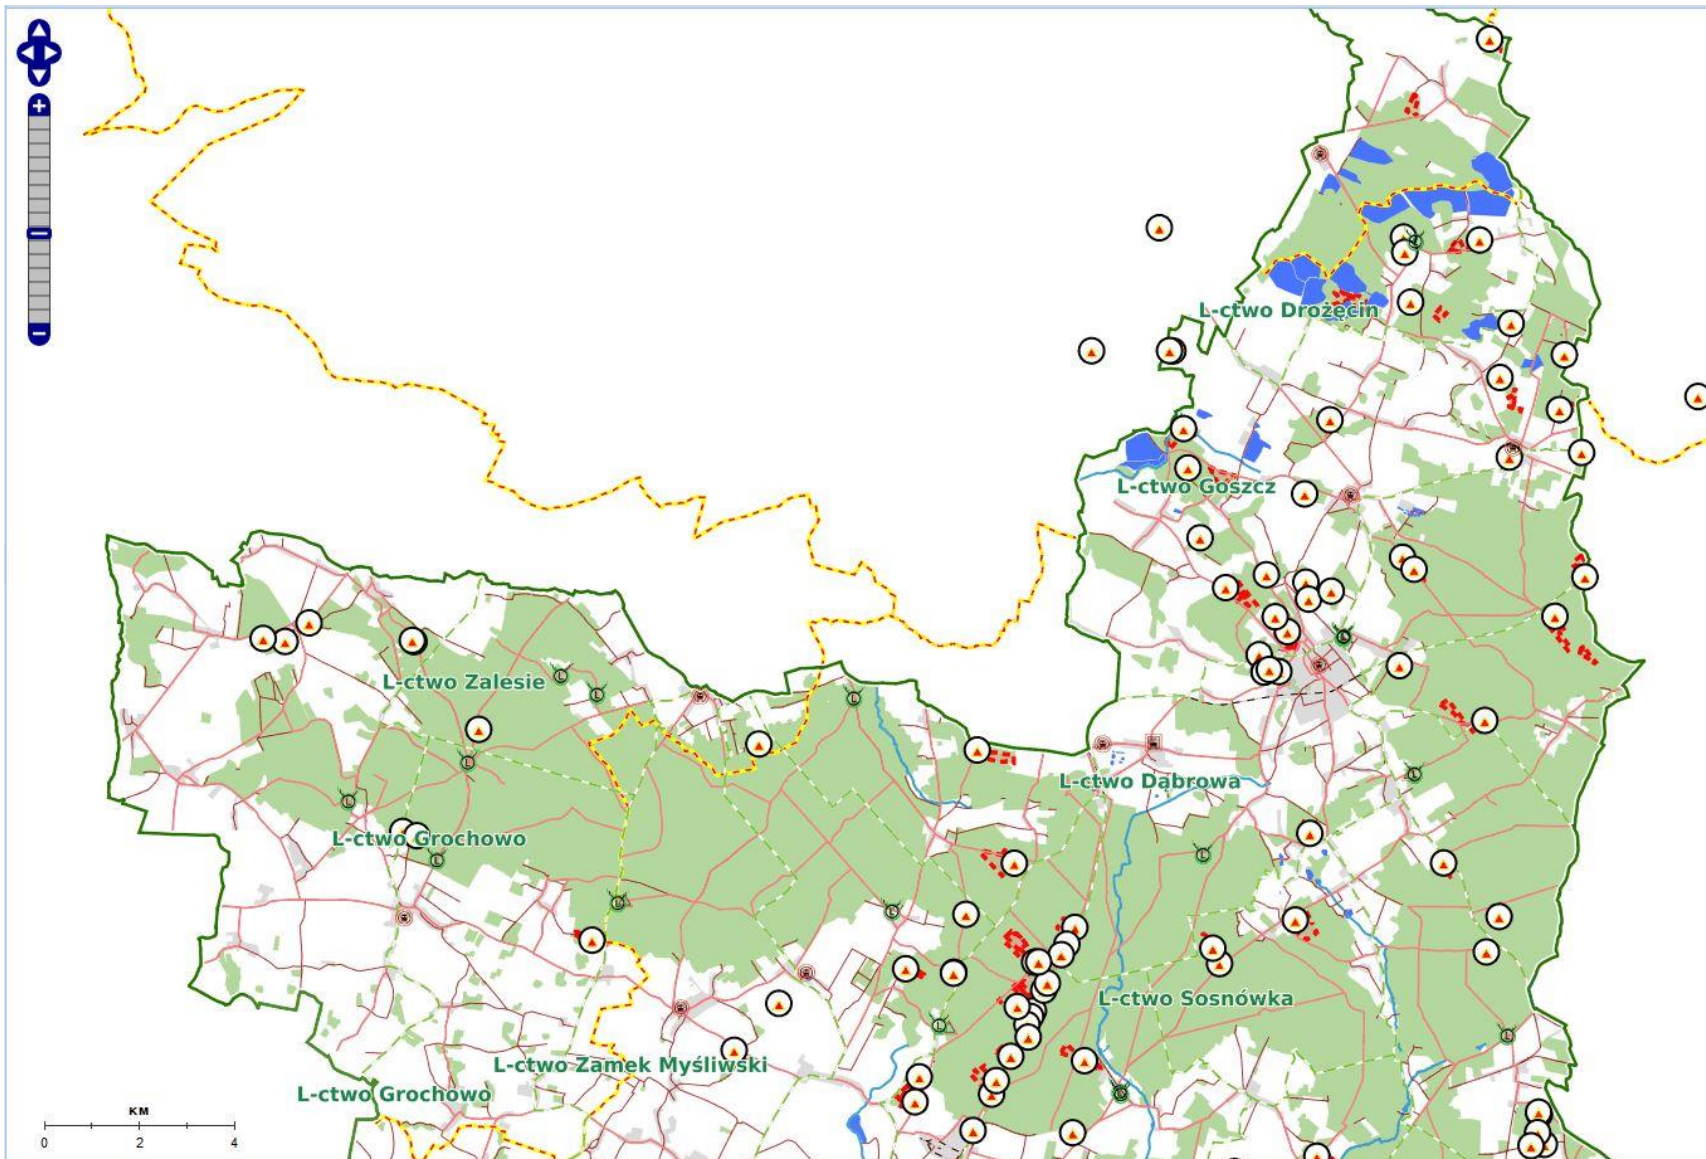 L-ctwo Drożęcin
L-ctwo Goszcz
L-ctwo Zalesie
L-ctwo Dąbrowa
L-ctwo Grochowo
L-ctwo Sosnówka
L-ctwo Zamek Myśliwski
L-ctwo Grochowo
KM
0 2 4